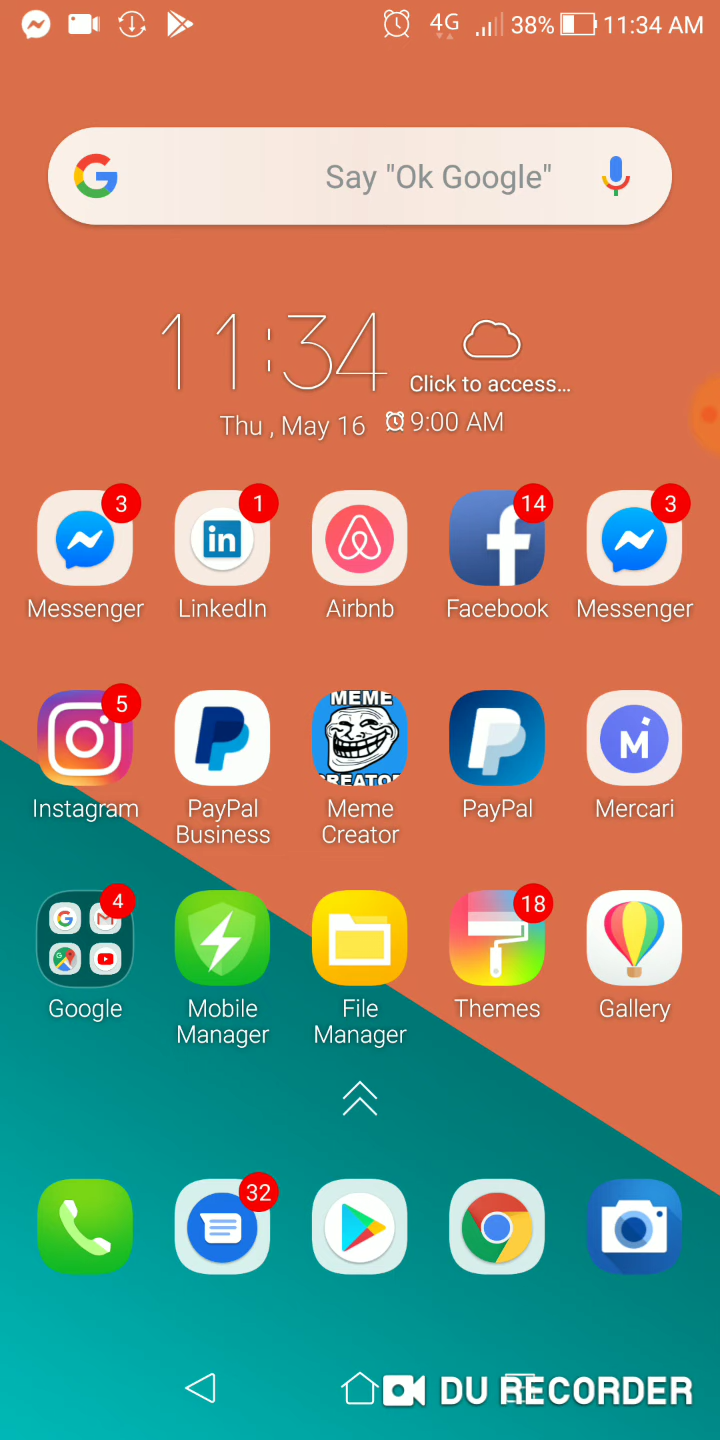 4G 38% 11:34 AM
Say "Ok Google"
11:34
Click to access...
Thu , May 16 9:00 AM
3 1 14 3
Messenger LinkedIn Airbnb Facebook Messenger
5
MEME
CREATOR
Instagram PayPal Business Meme Creator PayPal Mercari
4 18
Google Mobile Manager File Manager Themes Gallery
32
DU RECORDER